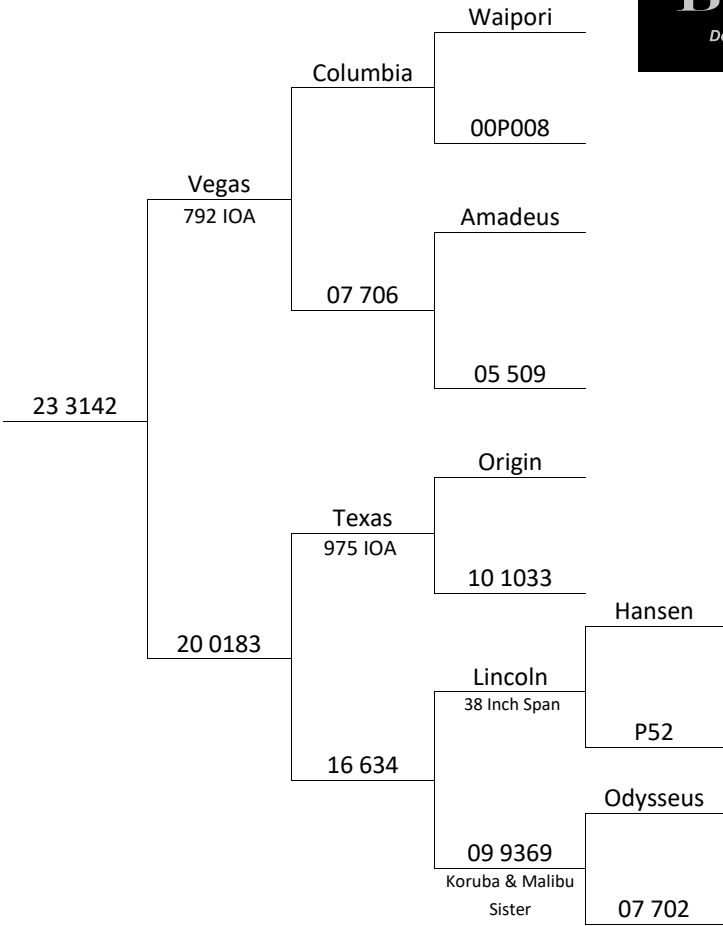 Waipori
Columbia
00P008
Vegas
792 IOA
Amadeus
07 706
05 509
23 3142
Origin
Texas
975 IOA
10 1033
Hansen
20 0183
Lincoln
38 Inch Span
P52
16 634
Odysseus
09 9369
Koruba & Malibu
Sister
07 702